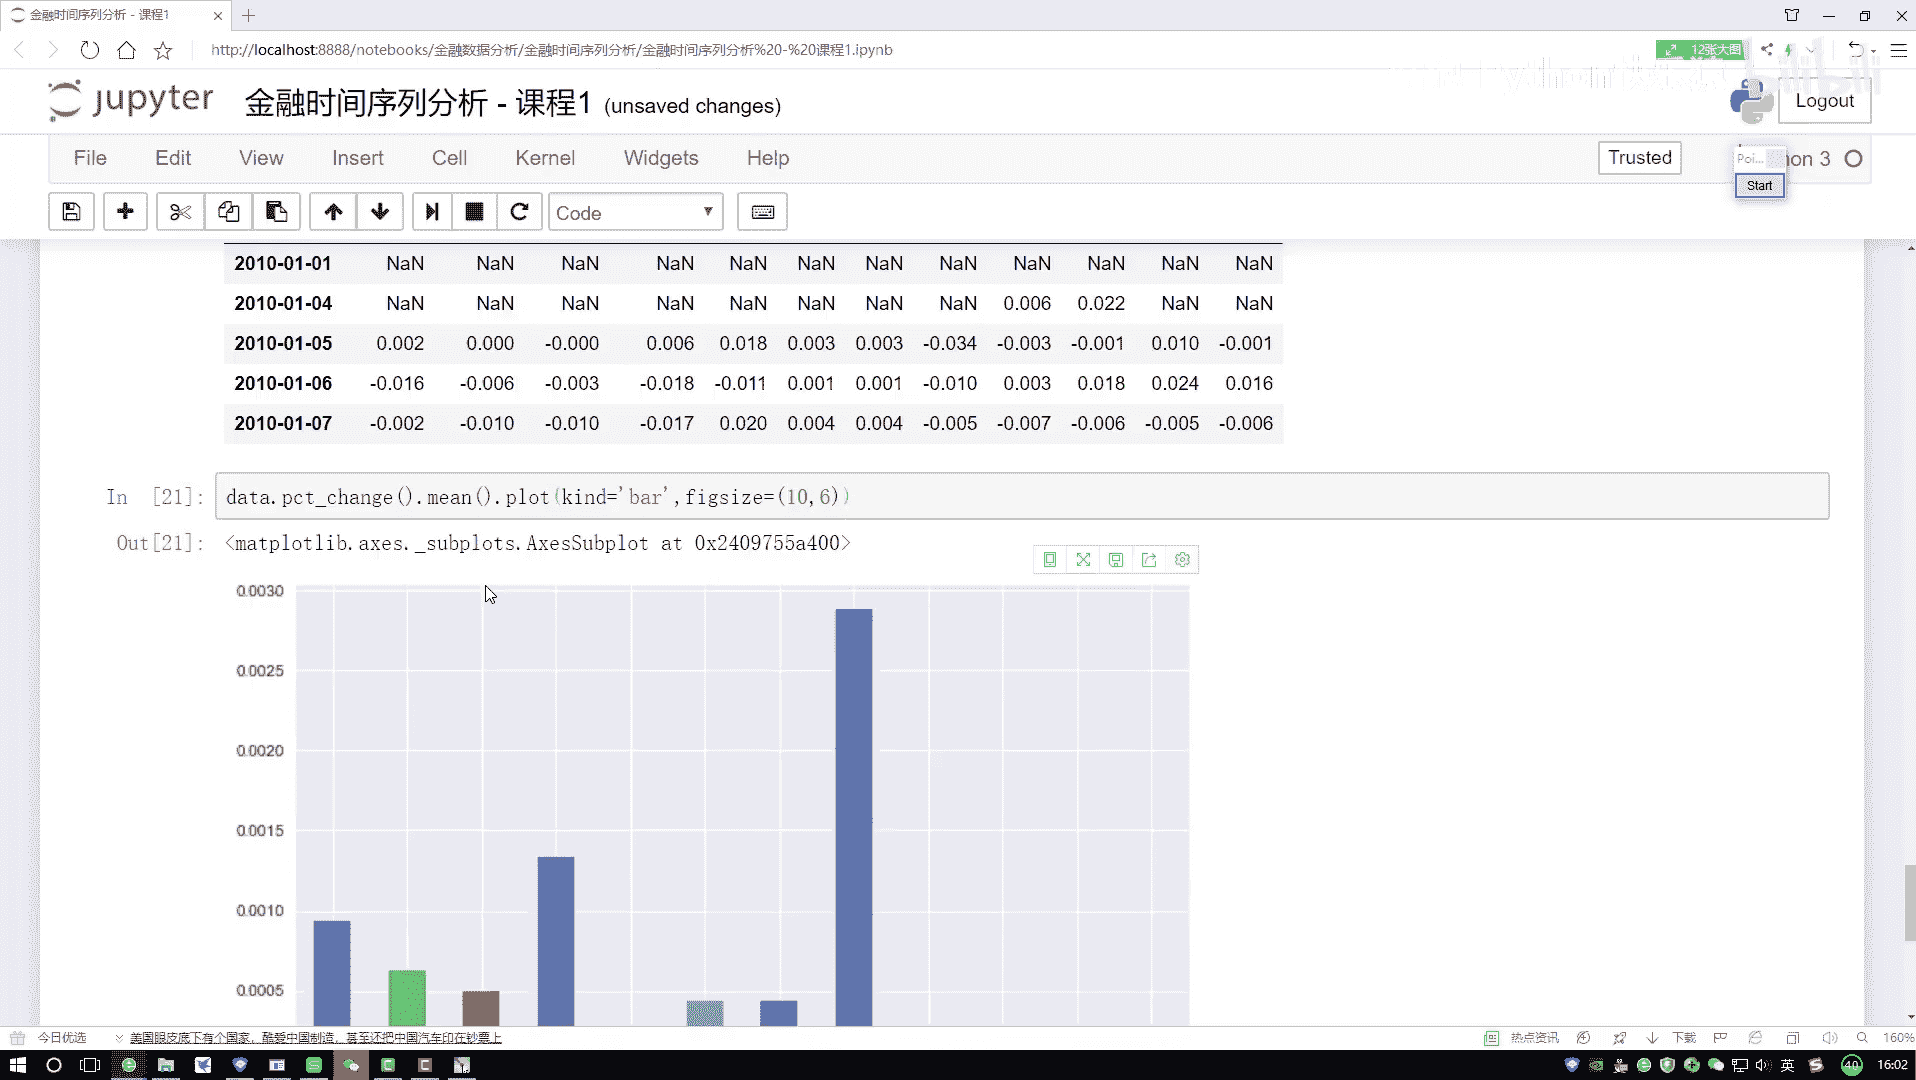 金融时间序列分析 - 课程1
http://localhost:8888/notebooks/金融数据分析/金融时间序列分析/金融时间序列分析%20-%20课程1.ipynb
12张大图
bilibili
jupyter 金融时间序列分析 - 课程1 (unsaved changes)
Logout
File Edit View Insert Cell Kernel Widgets Help
Trusted
Poi...
hon 3
Start
Code
2010-01-01 NaN NaN NaN NaN NaN NaN NaN NaN NaN NaN NaN NaN
2010-01-04 NaN NaN NaN NaN NaN NaN NaN NaN 0.006 0.022 NaN NaN
2010-01-05 0.002 0.000 -0.000 0.006 0.018 0.003 0.003 -0.034 -0.003 -0.001 0.010 -0.001
2010-01-06 -0.016 -0.006 -0.003 -0.018 -0.011 0.001 0.001 -0.010 0.003 0.018 0.024 0.016
2010-01-07 -0.002 -0.010 -0.010 -0.017 0.020 0.004 0.004 -0.005 -0.007 -0.006 -0.005 -0.006
In [21]: data.pct_change().mean().plot(kind='bar',figsize=(10,6))
Out[21]: <matplotlib.axes._subplots.AxesSubplot at 0x2409755a400>
0.0030
0.0025
0.0020
0.0015
0.0010
0.0005
今日优选 美国眼皮底下有个国家，酷爱中国制造，甚至还把中国汽车印在钞票上 热点资讯 下载 160%
英 40 16:02